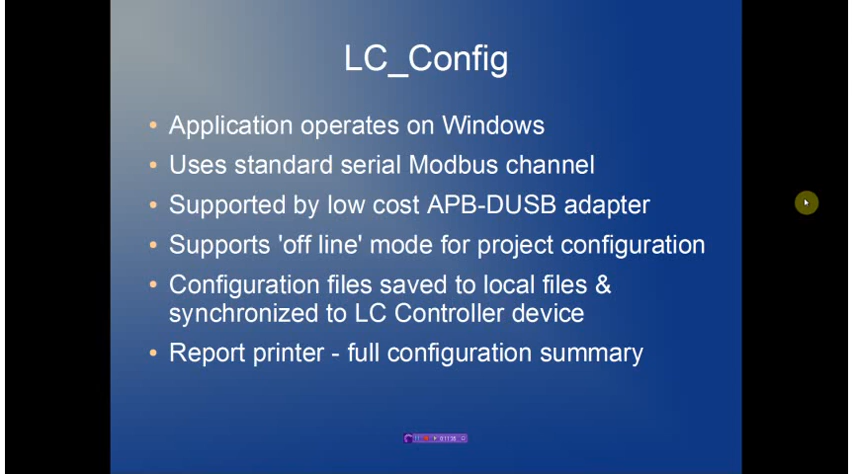 LC_Config
• Application operates on Windows
• Uses standard serial Modbus channel
• Supported by low cost APB-DUSB adapter
• Supports 'off line' mode for project configuration
• Configuration files saved to local files &
synchronized to LC Controller device
• Report printer - full configuration summary